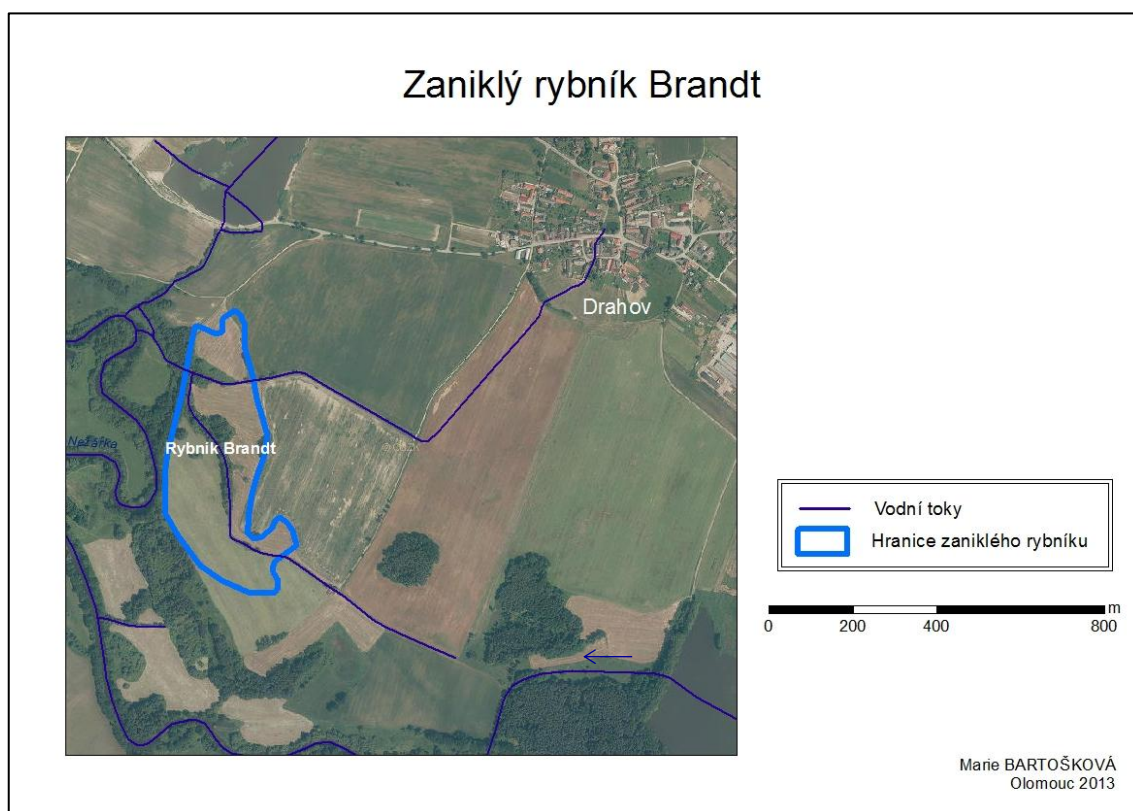 Zaniklý rybník Brandt
Drahov
Nežárka
Rybník Brandt
Vodní toky
Hranice zaniklého rybníku
m
0 200 400 800
Marie BARTOŠKOVÁ
Olomouc 2013